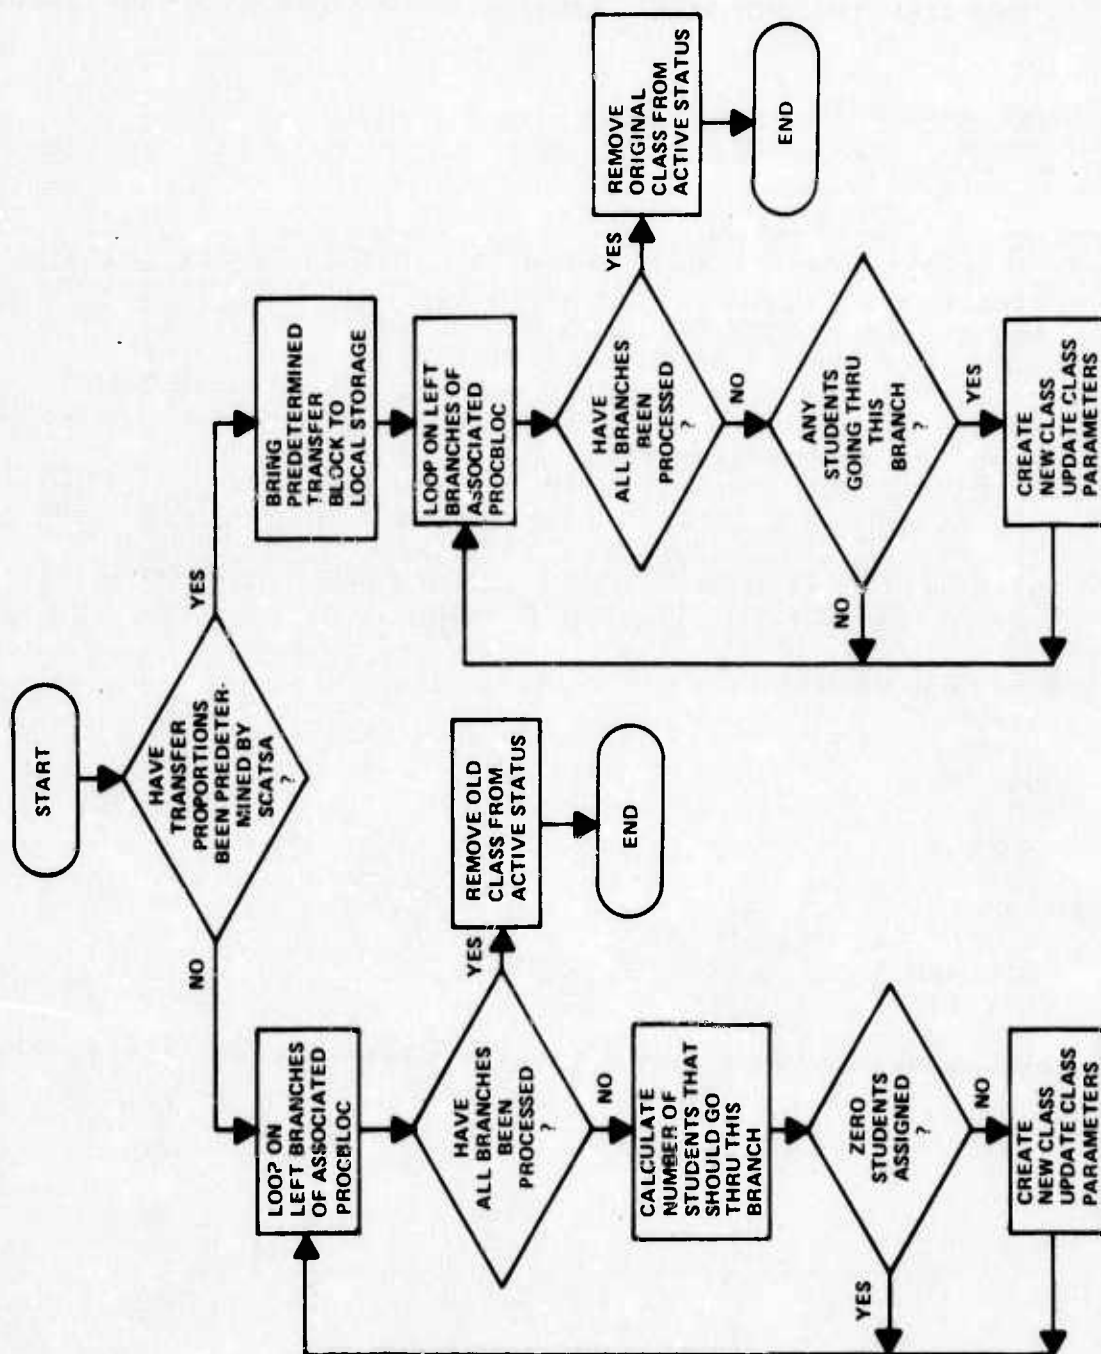 START
HAVE
TRANSFER
PROPORTIONS
BEEN PREDETER-
MINED BY
SCATSA
?
NO
YES
LOO? ON
LEFT BRANCHES
OF ASSOCIATED
PROCBLOC
HAVE
ALL BRANCHES
BEEN
PROCESSED
?
YES
REMOVE OLD
CLASS FROM
ACTIVE STATUS
END
NO
CALCULATE
NUMBER OF
STUDENTS THAT
SHOULD GO
THRU THIS
BRANCH
ZERO
STUDENTS
ASSIGNED
?
YES
NO
CREATE
NEW CLASS
UPDATE CLASS
PARAMETERS
BRING
PREDETERMINED
TRANSFER
BLOCK TO
LOCAL STORAGE
LOOP ON LEFT
BRANCHES OF
ASSOCIATED
PROCBLOC
HAVE
ALL BRANCHES
BEEN
PROCESSED
?
YES
REMOVE
ORIGINAL
CLASS FROM
ACTIVE STATUS
END
NO
ANY
STUDENTS
GOING THRU
THIS
BRANCH
?
NO
YES
CREATE
NEW CLASS
UPDATE CLASS
PARAMETERS